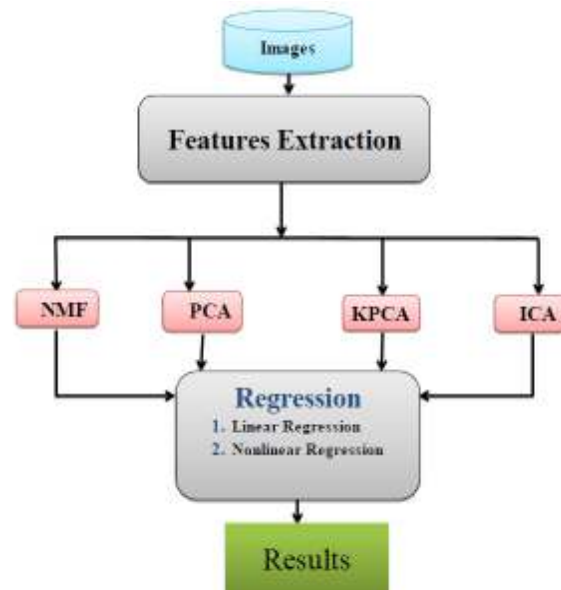 Images
Features Extraction
NMF
PCA
KPCA
ICA
Regression
1. Linear Regression
2. Nonlinear Regression
Results